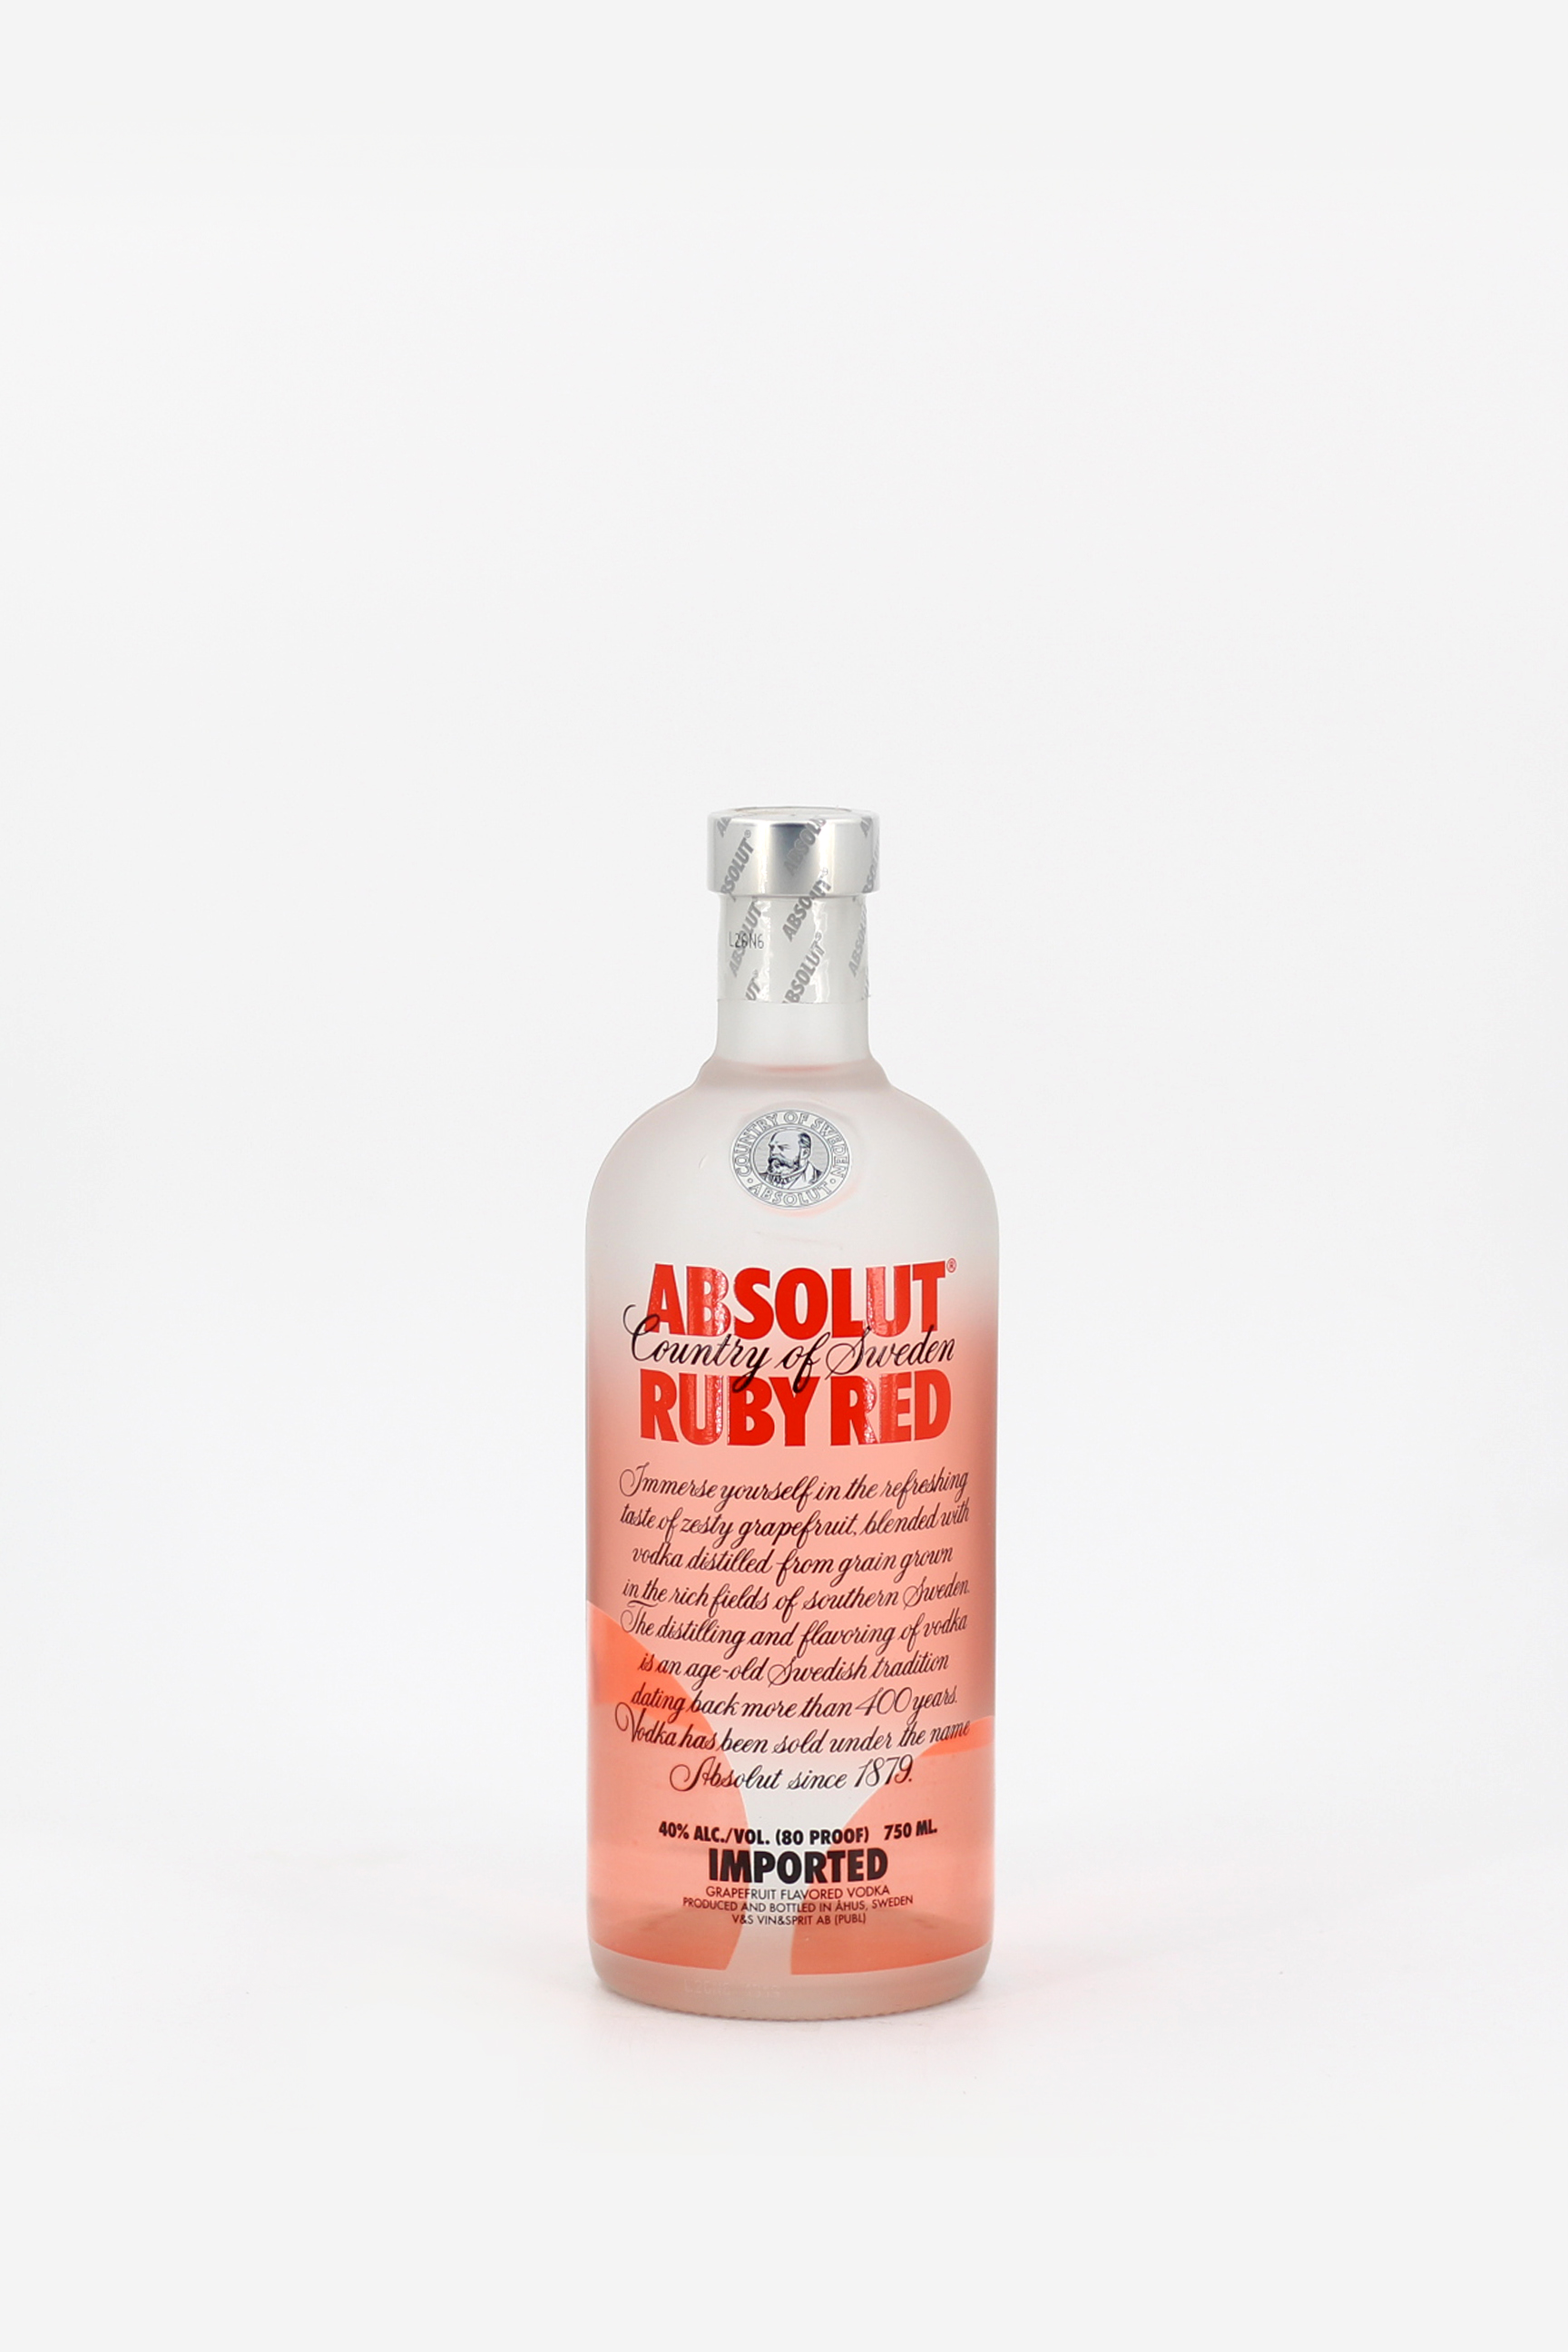 ABSOLUT®
ABSOLUT
ABSOLUT
L26N6
ABSOLUT
COUNTRY OF SWEDEN
· ABSOLUT ·
ABSOLUT®
Country of Sweden
RUBY RED
Immerse yourself in the refreshing
taste of zesty grapefruit, blended with
vodka distilled from grain grown
in the rich fields of southern Sweden.
The distilling and flavoring of vodka
is an age-old Swedish tradition
dating back more than 400 years.
Vodka has been sold under the name
Absolut since 1879.
40% ALC./VOL. (80 PROOF) 750 ML.
IMPORTED
GRAPEFRUIT FLAVORED VODKA
PRODUCED AND BOTTLED IN ÅHUS, SWEDEN
V&S VIN&SPRIT AB (PUBL)